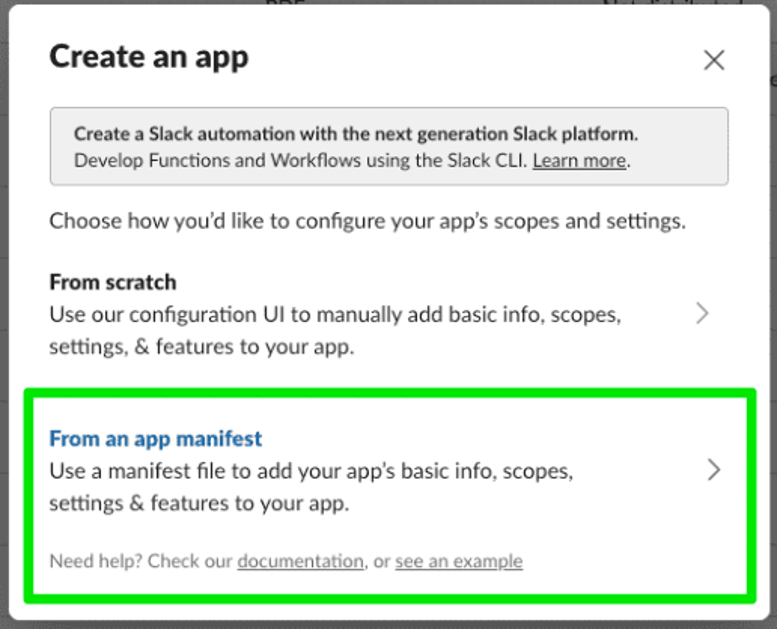 Create an app
Create a Slack automation with the next generation Slack platform.
Develop Functions and Workflows using the Slack CLI. Learn more.
Choose how you’d like to configure your app’s scopes and settings.
From scratch
Use our configuration UI to manually add basic info, scopes,
settings, & features to your app.
From an app manifest
Use a manifest file to add your app’s basic info, scopes,
settings & features to your app.
Need help? Check our documentation, or see an example